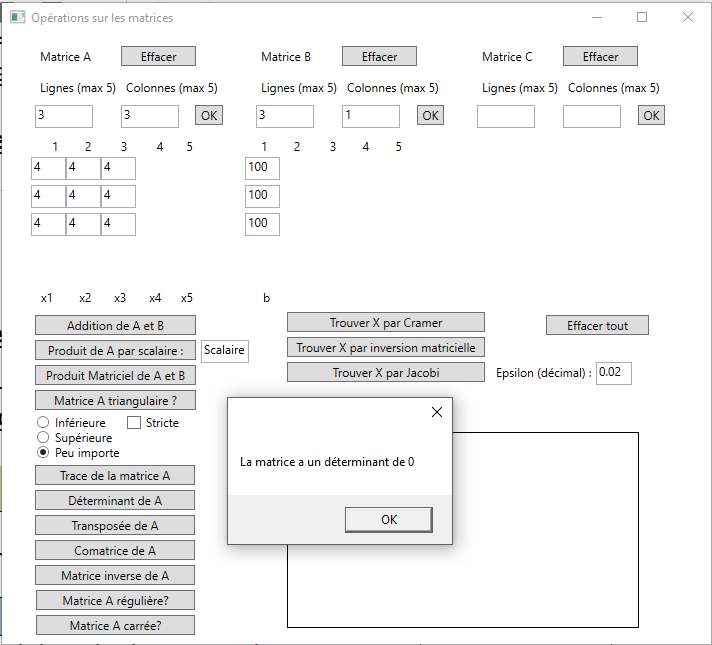 Opérations sur les matrices
Matrice A Effacer Matrice B Effacer Matrice C Effacer
Lignes (max 5) Colonnes (max 5) Lignes (max 5) Colonnes (max 5) Lignes (max 5) Colonnes (max 5)
3 3 OK 3 1 OK OK
1 2 3 4 5 1 2 3 4 5
4 4 4 100
4 4 4 100
4 4 4 100
x1 x2 x3 x4 x5 b
Addition de A et B Trouver X par Cramer Effacer tout
Produit de A par scalaire : Scalaire Trouver X par inversion matricielle
Produit Matriciel de A et B Trouver X par Jacobi Epsilon (décimal) : 0.02
Matrice A triangulaire ?
Inférieure Stricte
Supérieure
Peu importe
La matrice a un déterminant de 0
OK
Trace de la matrice A
Déterminant de A
Transposée de A
Comatrice de A
Matrice inverse de A
Matrice A régulière?
Matrice A carrée?